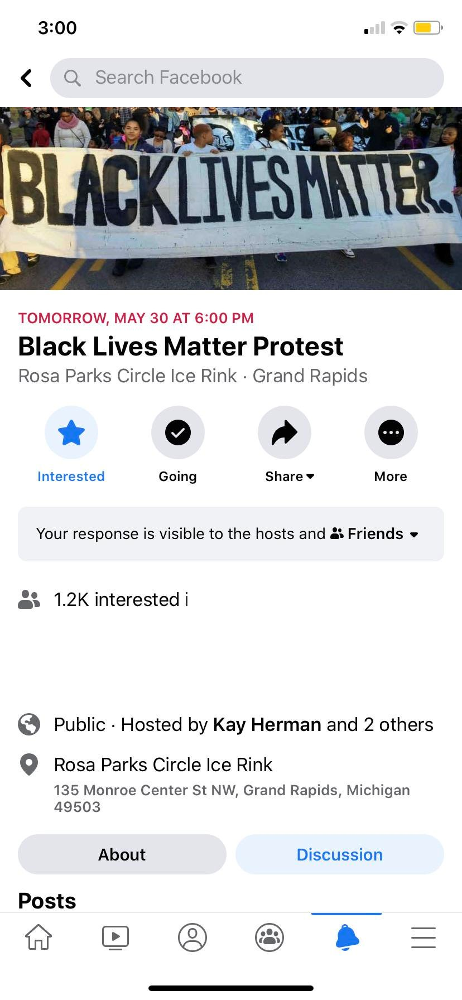 3:00
Search Facebook
BLACK LIVES MATTER.
TOMORROW, MAY 30 AT 6:00 PM
Black Lives Matter Protest
Rosa Parks Circle Ice Rink · Grand Rapids
Interested
Going
Share
More
Your response is visible to the hosts and Friends
1.2K interested i
Public · Hosted by Kay Herman and 2 others
Rosa Parks Circle Ice Rink
135 Monroe Center St NW, Grand Rapids, Michigan
49503
About
Discussion
Posts